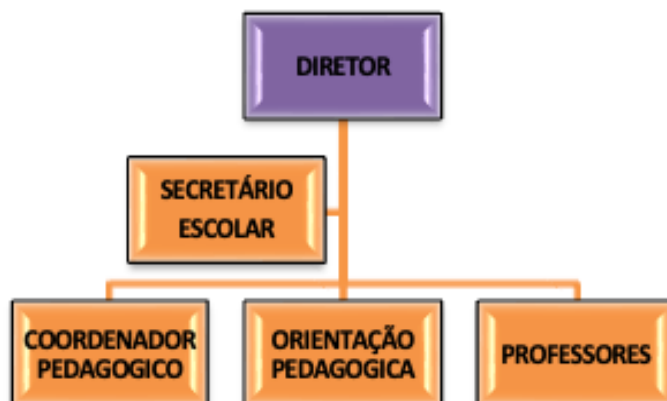 DIRETOR
SECRETÁRIO
ESCOLAR
COORDENADOR
PEDAGOGICO
ORIENTAÇÃO
PEDAGOGICA
PROFESSORES